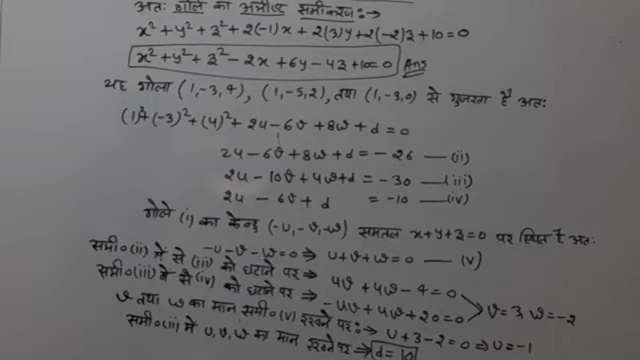 अतः गोले का अभीष्ट समीकरण:→
x² + y² + z² + 2(-1)x + 2(3)y + 2(-2)z + 10 = 0
x² + y² + z² - 2x + 6y - 4z + 10 = 0 Ans
यह गोला (1, -3, 4), (1, -5, 2), तथा (1, -3, 0) से गुजरता है अतः
(1)² + (-3)² + (4)² + 2u - 6v + 8w + d = 0
2u - 6v + 8w + d = -26 —(ii)
2u - 10v + 4w + d = -30 —(iii)
2u - 6v + d = -10 —(iv)
गोले (i) का केन्द्र (-u, -v, -w) समतल x + y + z = 0 पर स्थित है अतः
-u - v - w = 0 ⇒ u + v + w = 0 —(v)
समी० (ii) में से (iii) को घटाने पर ⇒ 4v + 4w - 4 = 0
समी० (iii) में से (iv) को घटाने पर ⇒ -4v + 4w + 20 = 0 v = 3, w = -2
v तथा w का मान समी० (v) रखने पर:→ u + 3 - 2 = 0 ⇒ u = -1
समी० (ii) में u, v, w का मान रखने पर ⇒ d = 10